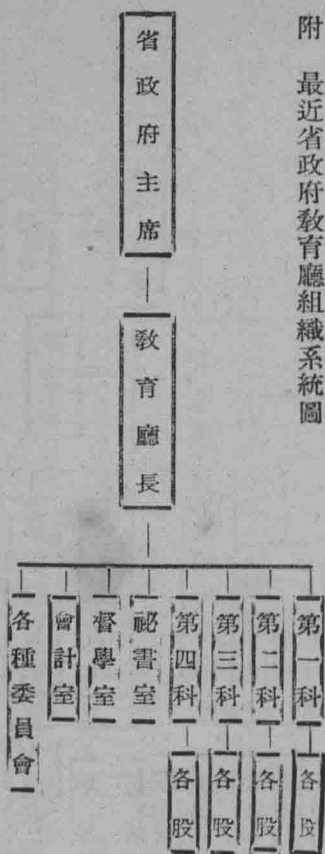 附　最近省政府敎育廳組織系統圖
省政府主席
敎育廳長
第一科
第二科
第三科
第四科
祕書室
督學室
會計室
各種委員會
各股
各股
各股
各股